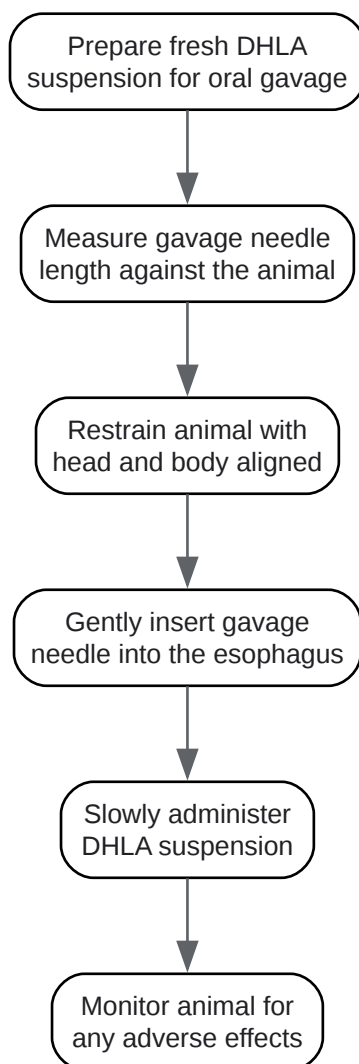 Prepare fresh DHLA
suspension for oral gavage
Measure gavage needle
length against the animal
Restrain animal with
head and body aligned
Gently insert gavage
needle into the esophagus
Slowly administer
DHLA suspension
Monitor animal for
any adverse effects